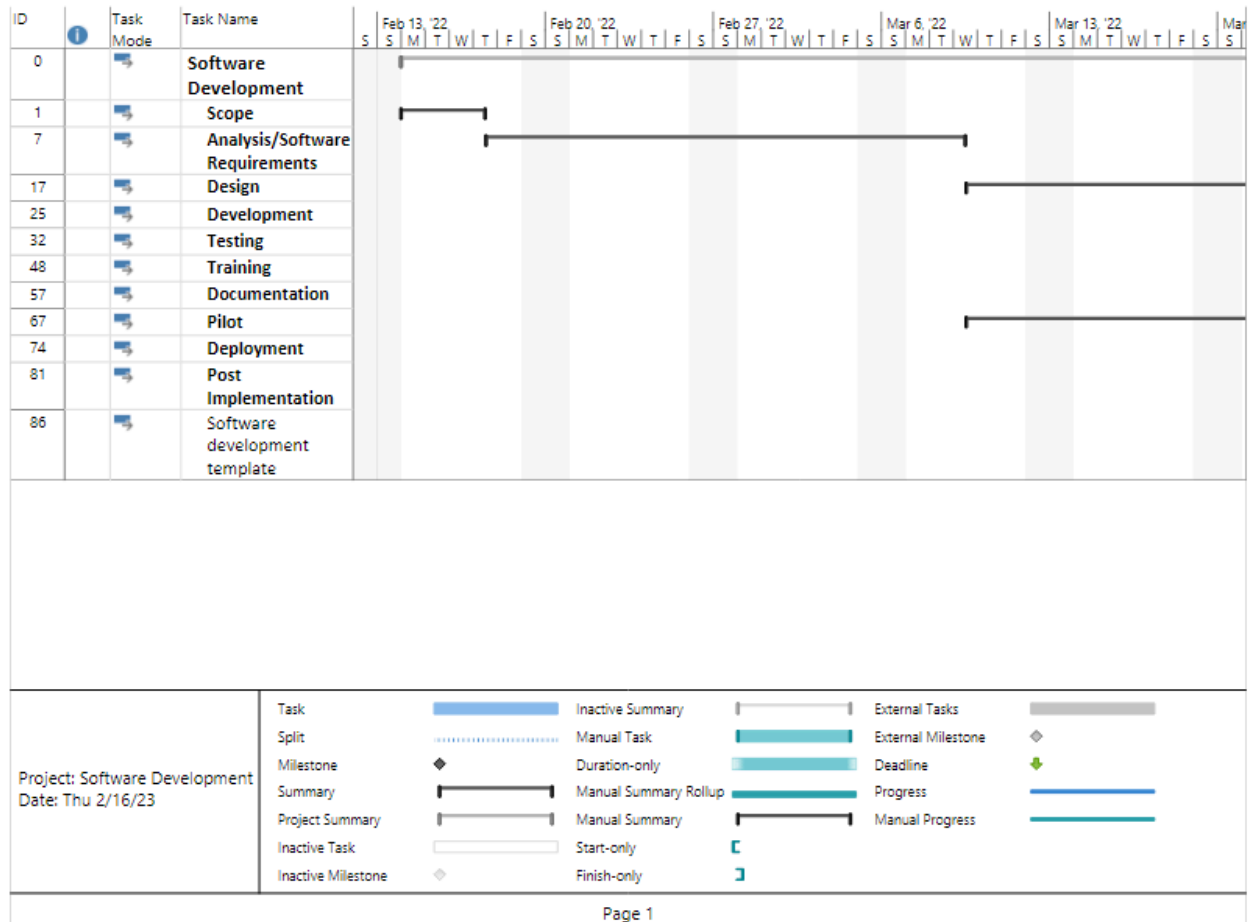 ID Task Mode Task Name Feb 13, '22 Feb 20, '22 Feb 27, '22 Mar 6, '22 Mar 13, '22 Mar
S S M T W T F S S M T W T F S S M T W T F S S M T W T F S S M T W T F S S
0 Software
Development
1 Scope
7 Analysis/Software
Requirements
17 Design
25 Development
32 Testing
48 Training
57 Documentation
67 Pilot
74 Deployment
81 Post
Implementation
86 Software
development
template
Project: Software Development
Date: Thu 2/16/23
Task
Split
Milestone
Summary
Project Summary
Inactive Task
Inactive Milestone
Inactive Summary
Manual Task
Duration-only
Manual Summary Rollup
Manual Summary
Start-only
Finish-only
External Tasks
External Milestone
Deadline
Progress
Manual Progress
Page 1